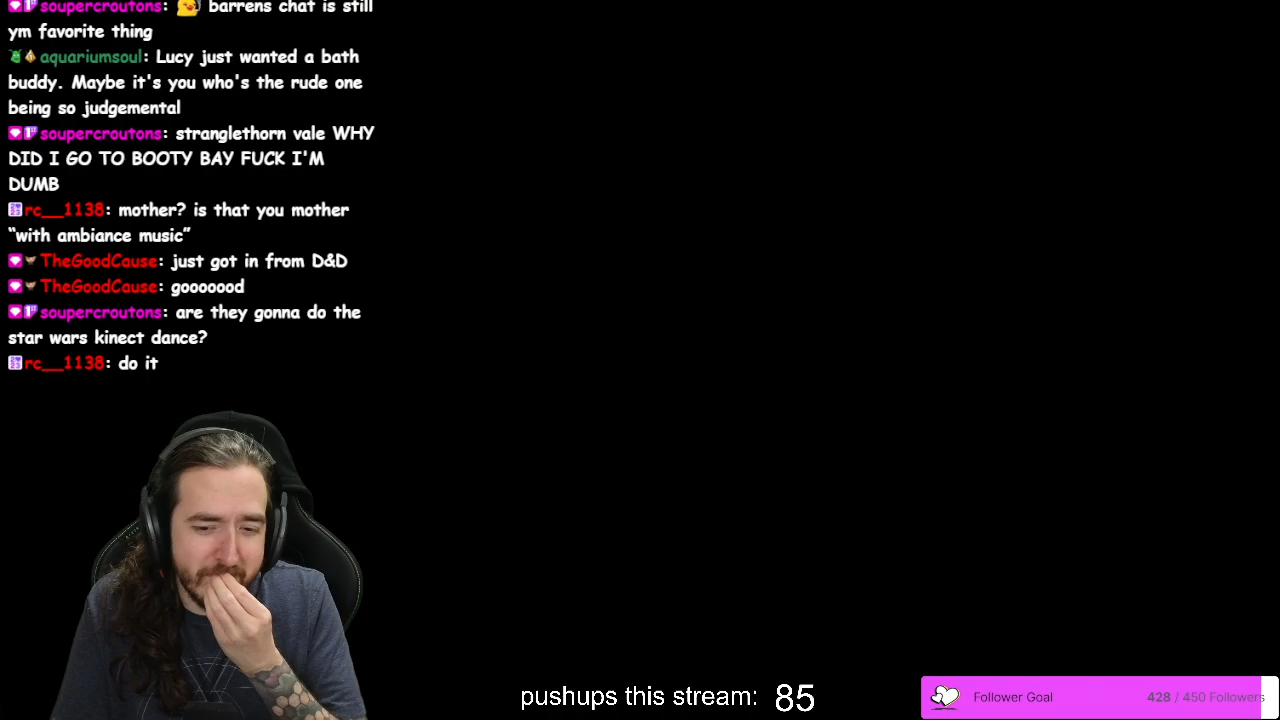 soupercroutons: barrens chat is still
ym favorite thing
aquariumsoul: Lucy just wanted a bath
buddy. Maybe it's you who's the rude one
being so judgemental
soupercroutons: stranglethorn vale WHY
DID I GO TO BOOTY BAY FUCK I'M
DUMB
rc__1138: mother? is that you mother
“with ambiance music”
TheGoodCause: just got in from D&D
TheGoodCause: gooooood
soupercroutons: are they gonna do the
star wars kinect dance?
rc__1138: do it
pushups this stream: 85
Follower Goal 428 / 450 Followers